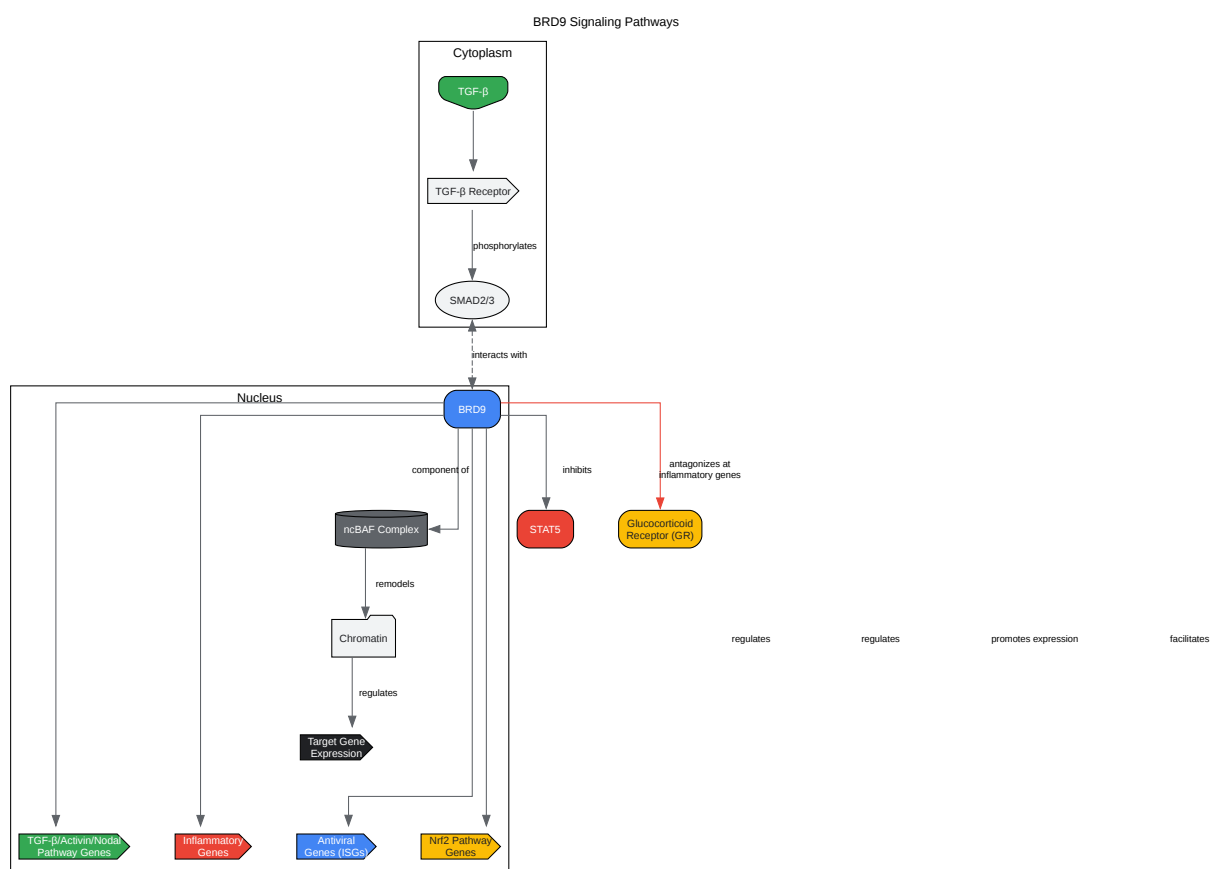 BRD9 Signaling Pathways
Cytoplasm
TGF-β
TGF-β Receptor
phosphorylates
SMAD2/3
interacts with
Nucleus
BRD9
component of
inhibits
antagonizes at
inflammatory genes
ncBAF Complex
STAT5
Glucocorticoid
Receptor (GR)
remodels
Chromatin
regulates
regulates
promotes expression
facilitates
regulates
Target Gene
Expression
TGF-β/Activin/Nodal
Pathway Genes
Inflammatory
Genes
Antiviral
Genes (ISGs)
Nrf2 Pathway
Genes